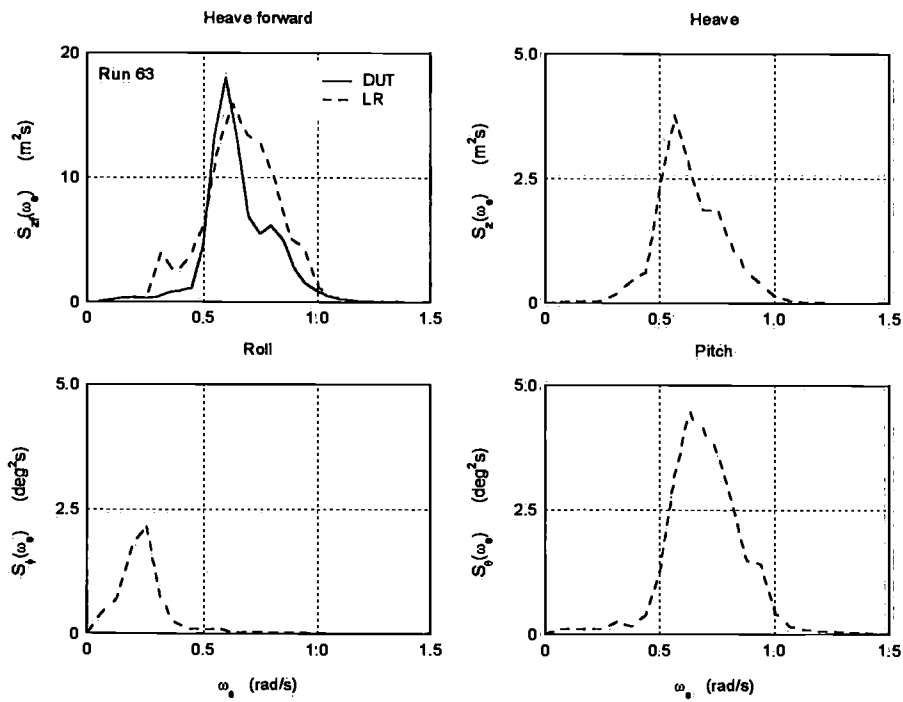 Heave forward
Heave
20
10
0
0
0.5
1.0
1.5
S_zf(ω_e) (m²s)
Run 63
DUT
LR
5.0
2.5
0
0
0.5
1.0
1.5
S_z(ω_e) (m²s)
Roll
Pitch
5.0
2.5
0
0
0.5
1.0
1.5
S_ϕ(ω_e) (deg²s)
ω_e (rad/s)
5.0
2.5
0
0
0.5
1.0
1.5
S_θ(ω_e) (deg²s)
ω_e (rad/s)